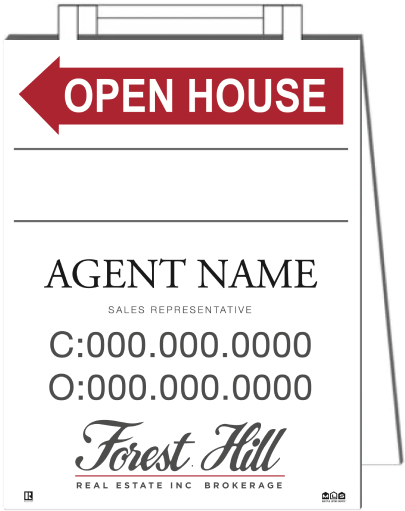 OPEN HOUSE
AGENT NAME
SALES REPRESENTATIVE
C:000.000.0000
O:000.000.0000
Forest Hill
REAL ESTATE INC BROKERAGE